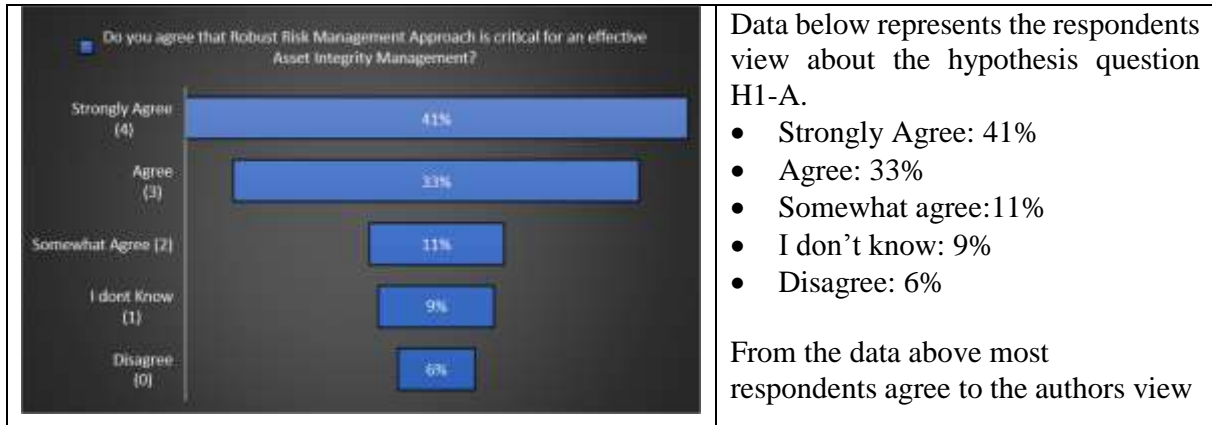 Do you agree that Robust Risk Management Approach is critical for an effective
Asset Integrity Management?
Strongly Agree
(4)
41%
Agree
(3)
33%
Somewhat Agree (2)
11%
I dont Know
(1)
9%
Disagree
(0)
6%
Data below represents the respondents
view about the hypothesis question
H1-A.
• Strongly Agree: 41%
• Agree: 33%
• Somewhat agree:11%
• I don’t know: 9%
• Disagree: 6%
From the data above most
respondents agree to the authors view